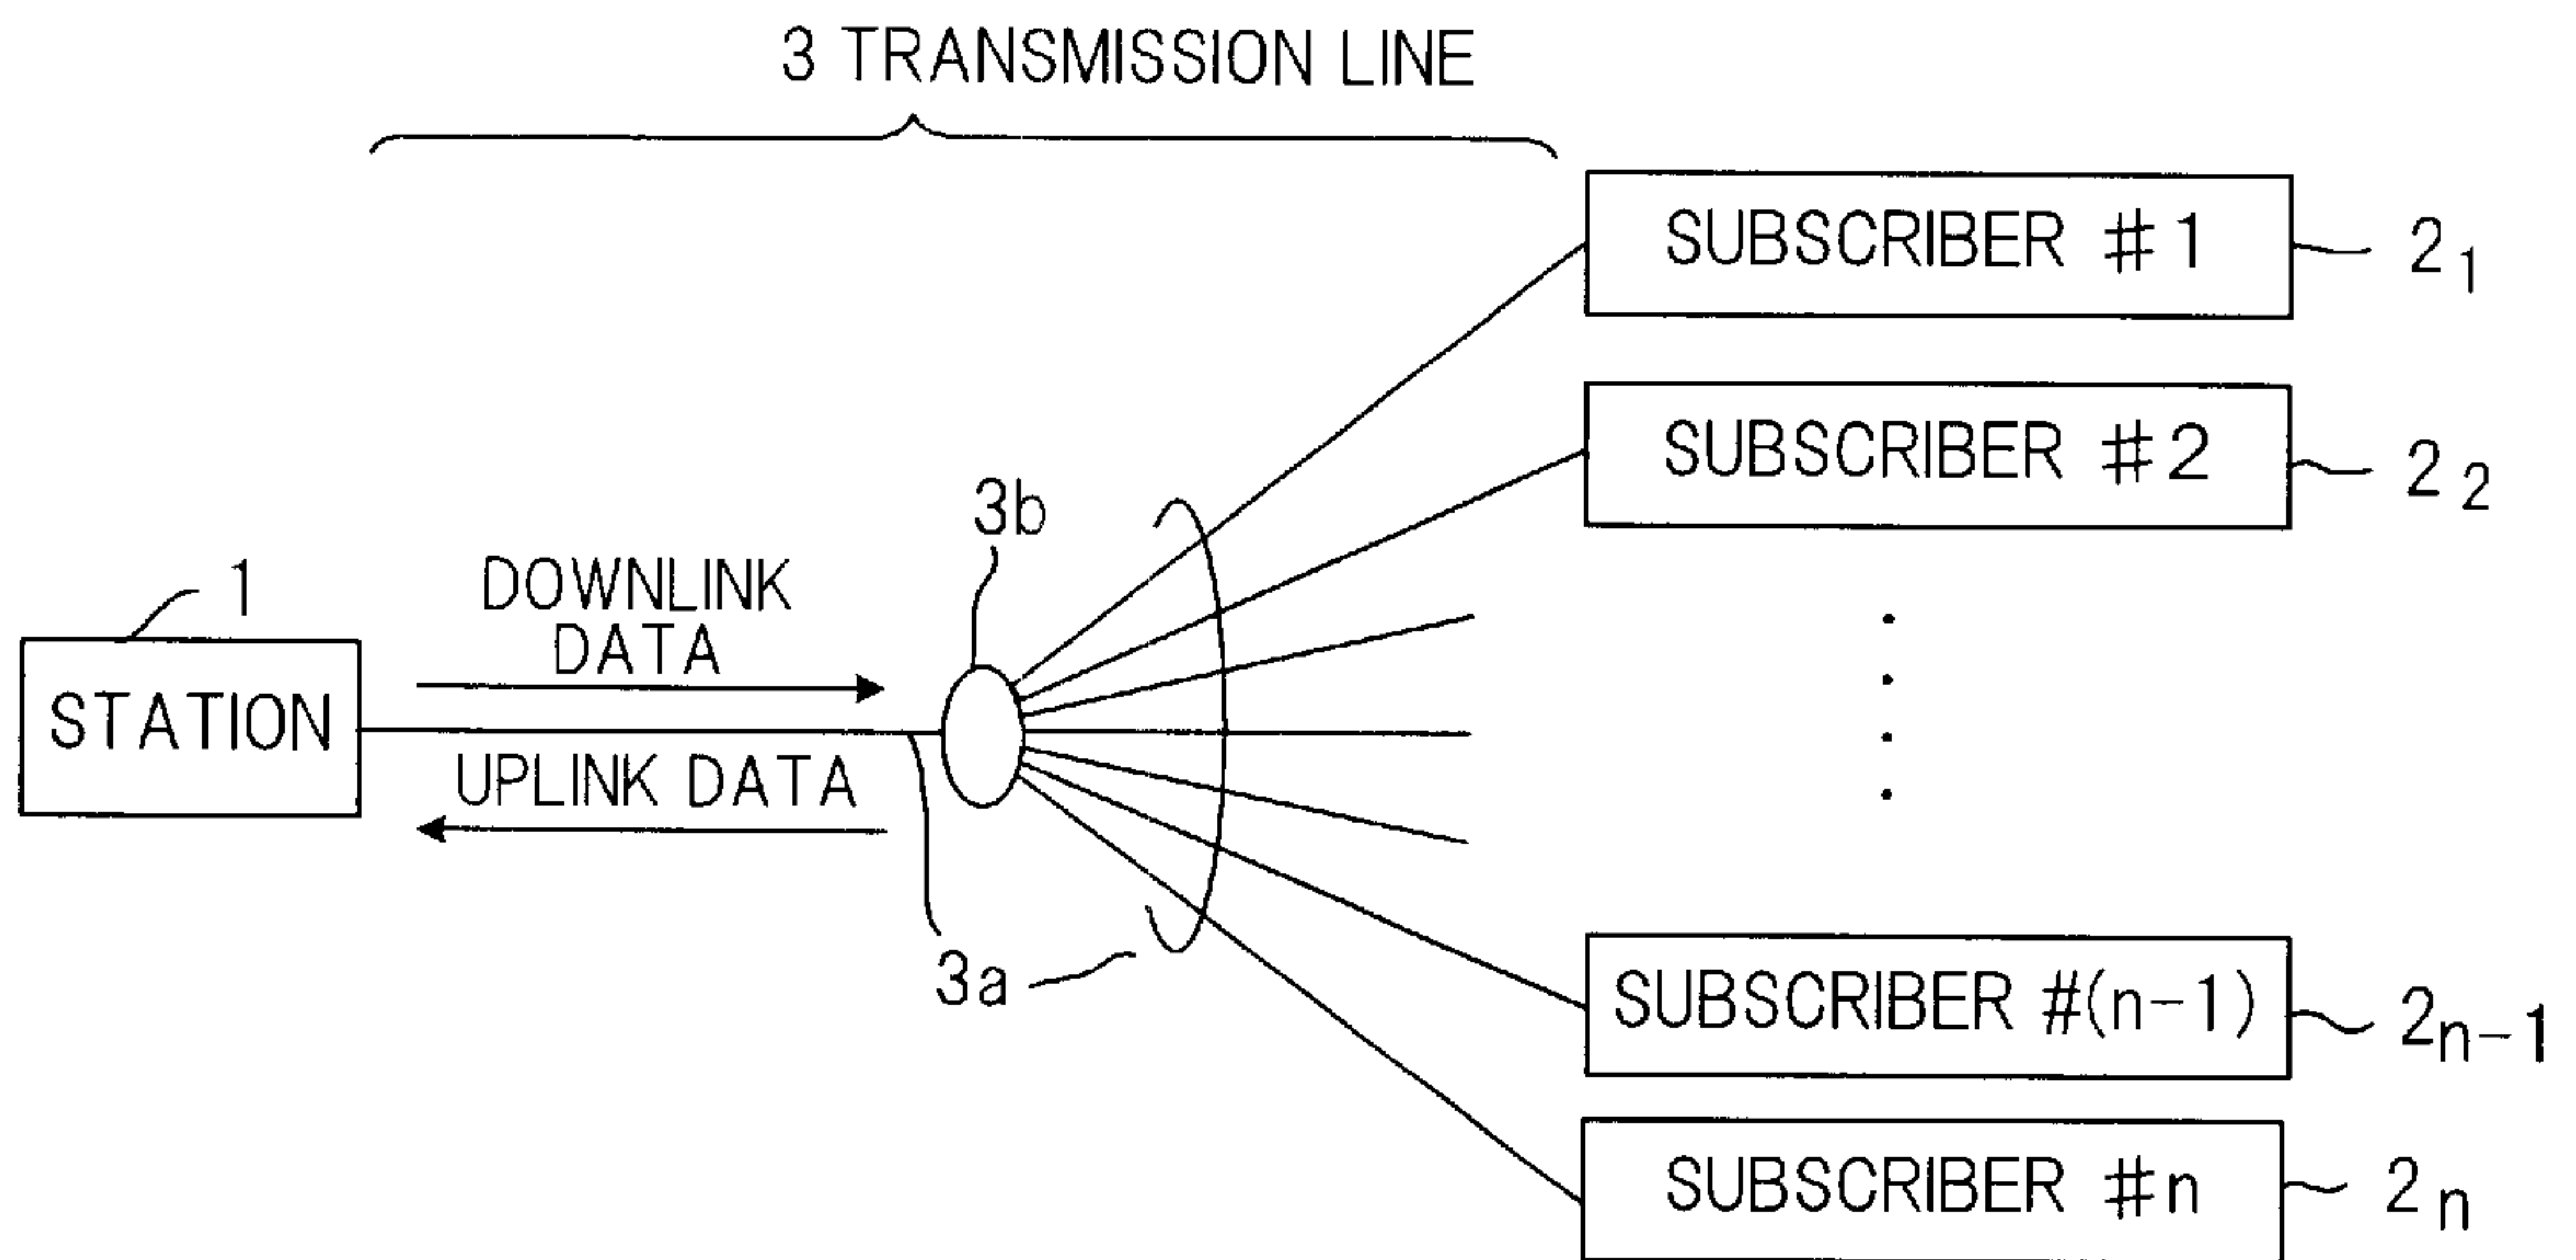 3 TRANSMISSION LINE
SUBSCRIBER #1
2₁
SUBSCRIBER #2
2₂
3b
1
DOWNLINK
DATA
STATION
UPLINK DATA
3a
SUBSCRIBER #(n-1)
2ₙ₋₁
SUBSCRIBER #n
2ₙ